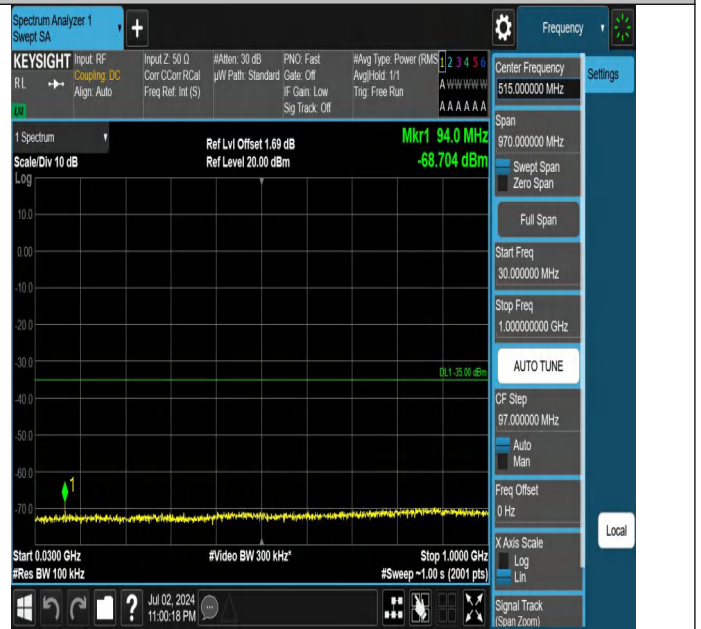 Spectrum Analyzer 1
Swept SA
+
Frequency
KEYSIGHT
RL
LXI
Input: RF
Coupling: DC
Align: Auto
Input Z: 50 Ω
Corr CCorr RCal
Freq Ref: Int (S)
#Atten: 30 dB
µW Path: Standard
PNO: Fast
Gate: Off
IF Gain: Low
Sig Track: Off
#Avg Type: Power (RMS
Avg|Hold: 1/1
Trig: Free Run
1 2 3 4 5 6
A W W W W W
A A A A A A
1 Spectrum
Scale/Div 10 dB
Log
Ref Lvl Offset 1.69 dB
Ref Level 20.00 dBm
Mkr1 94.0 MHz
-68.704 dBm
10.0
0.00
-10.0
-20.0
-30.0
DL1 -35.00 dBm
-40.0
-50.0
-60.0
1
-70.0
Start 0.0300 GHz
#Res BW 100 kHz
#Video BW 300 kHz*
Stop 1.0000 GHz
#Sweep ~1.00 s (2001 pts)
Jul 02, 2024
11:00:18 PM
Center Frequency
515.000000 MHz
Settings
Span
970.000000 MHz
Swept Span
Zero Span
Full Span
Start Freq
30.000000 MHz
Stop Freq
1.000000000 GHz
AUTO TUNE
CF Step
97.000000 MHz
Auto
Man
Freq Offset
0 Hz
X Axis Scale
Log
Lin
Local
Signal Track
(Span Zoom)